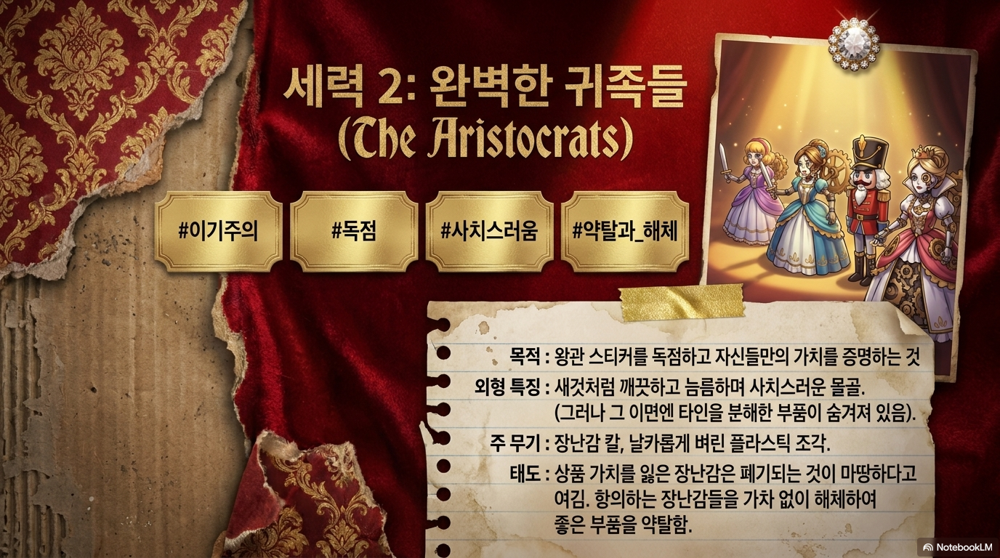 세력 2: 완벽한 귀족들
(The Aristocrats)
#이기주의
#독점
#사치스러움
#약탈과_해체
목적 : 왕관 스티커를 독점하고 자신들만의 가치를 증명하는 것
외형 특징 : 새것처럼 깨끗하고 늠름하며 사치스러운 몰골.
(그러나 그 이면엔 타인을 분해한 부품이 숨겨져 있음).
주 무기 : 장난감 칼, 날카롭게 벼린 플라스틱 조각.
태도 : 상품 가치를 잃은 장난감은 폐기되는 것이 마땅하다고
여김. 항의하는 장난감들을 가차 없이 해체하여
좋은 부품을 약탈함.
NotebookLM